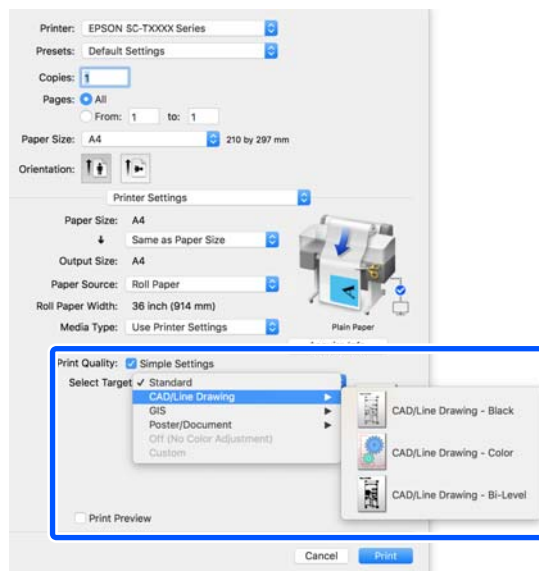 Printer: EPSON SC-TXXXX Series
Presets: Default Settings
Copies: 1
Pages: All
From: 1 to: 1
Paper Size: A4 210 by 297 mm
Orientation:
Printer Settings
Paper Size: A4
Same as Paper Size
Output Size: A4
Paper Source: Roll Paper
Roll Paper Width: 36 inch (914 mm)
Media Type: Use Printer Settings
Plain Paper
Print Quality: Simple Settings
Select Target ✓ Standard
CAD/Line Drawing
GIS
Poster/Document
Off (No Color Adjustment)
Custom
CAD/Line Drawing - Black
CAD/Line Drawing - Color
CAD/Line Drawing - Bi-Level
Print Preview
Cancel Print